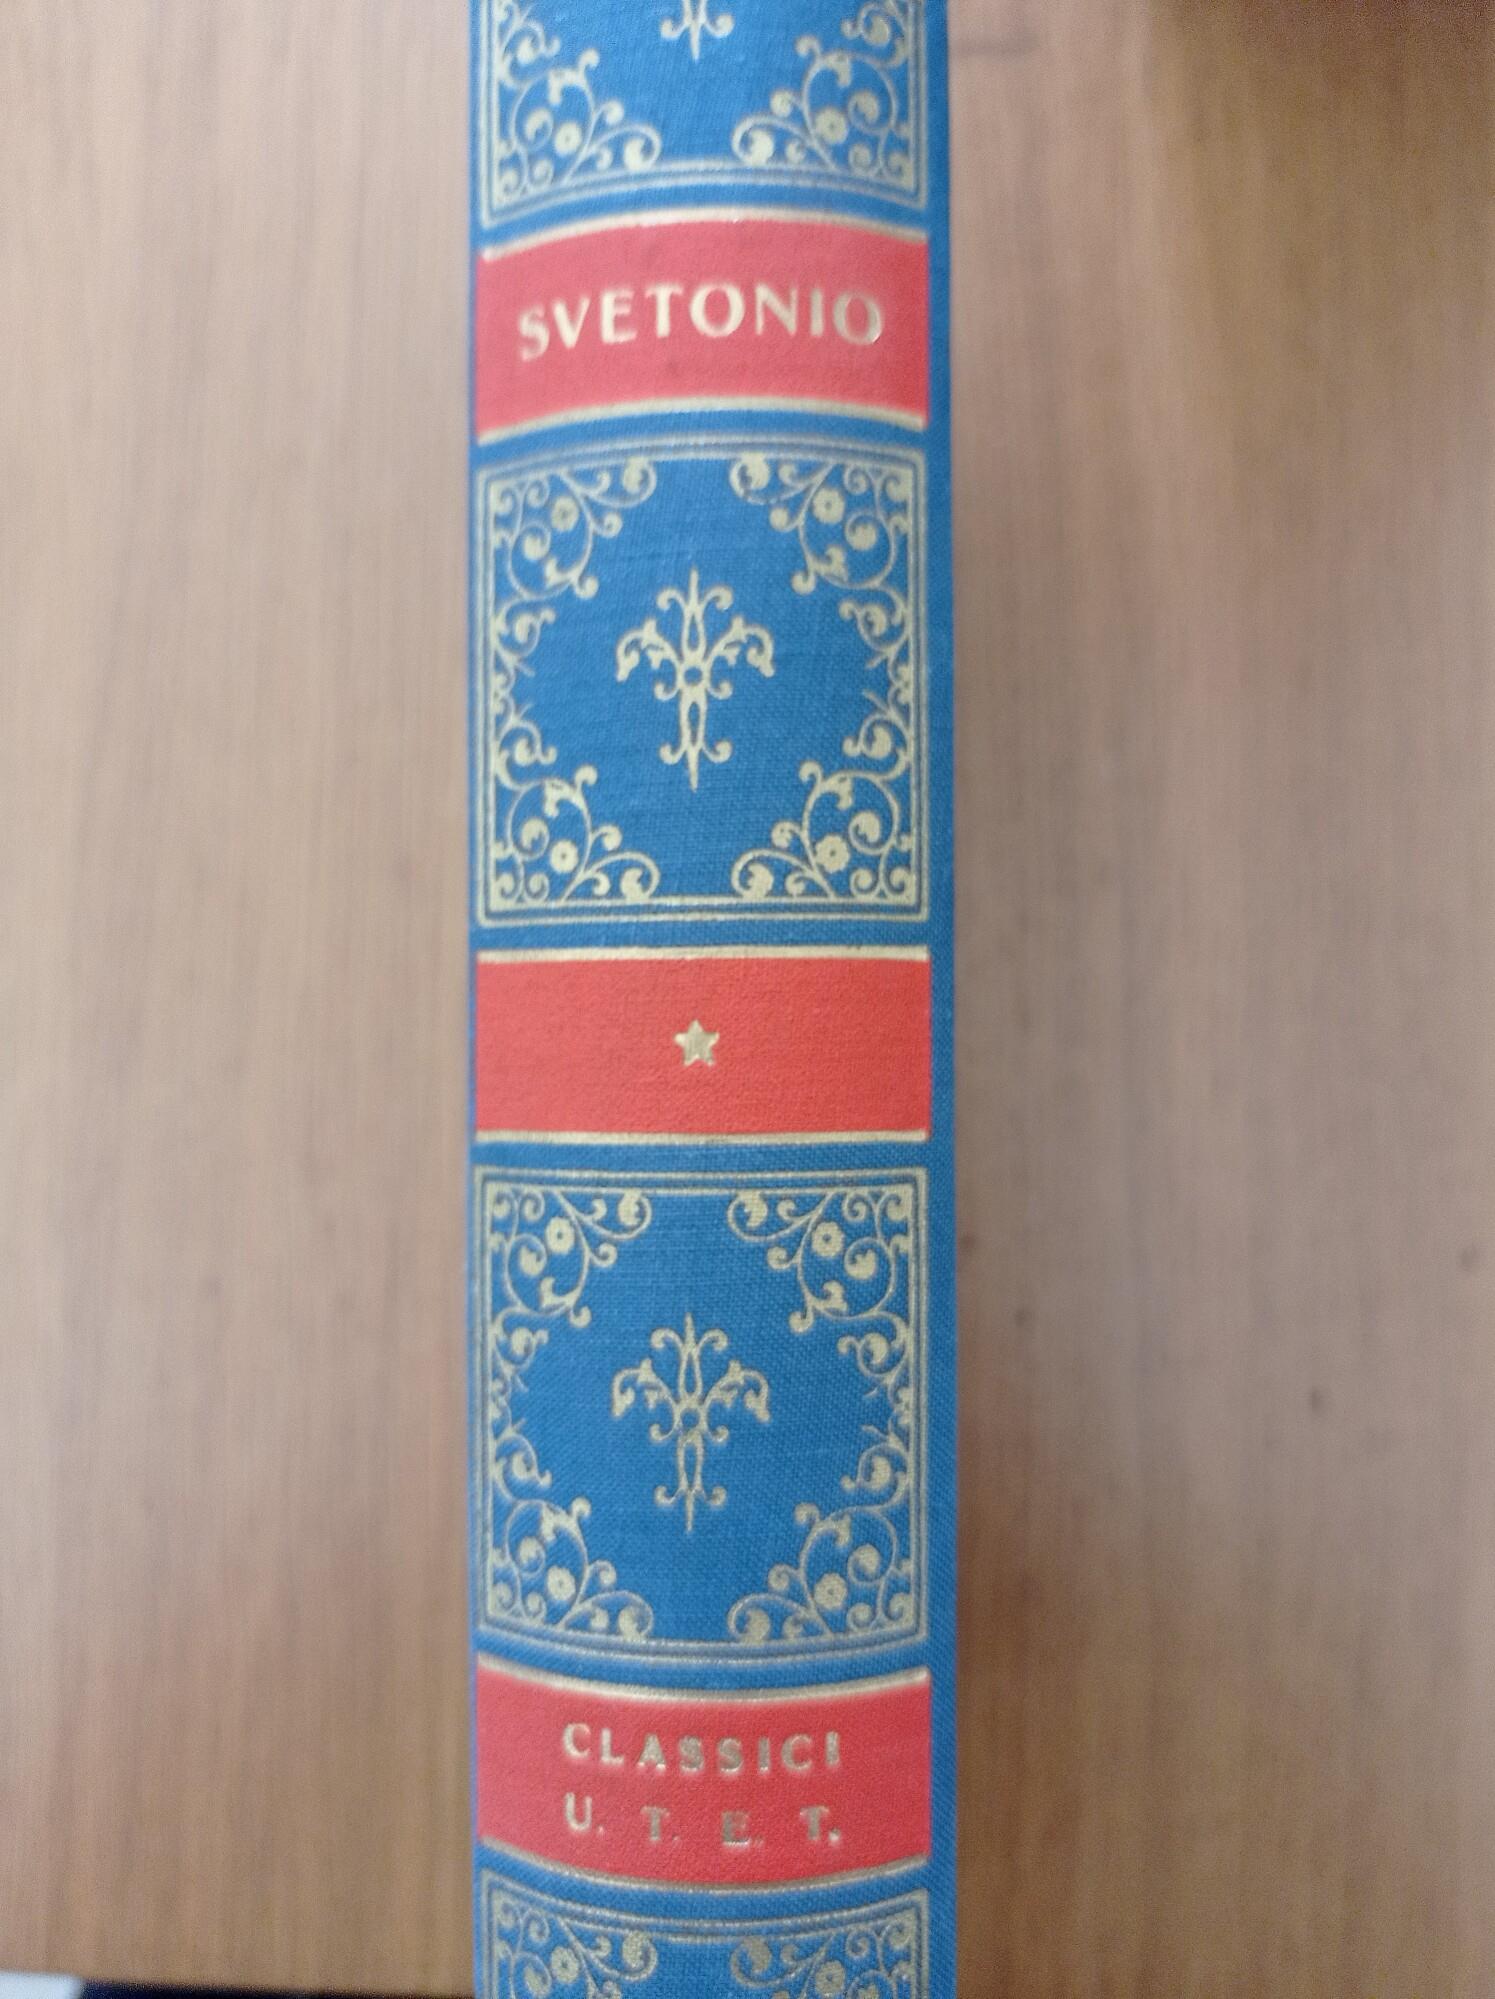 SVETONIO
CLASSICI
U. T. E. T.